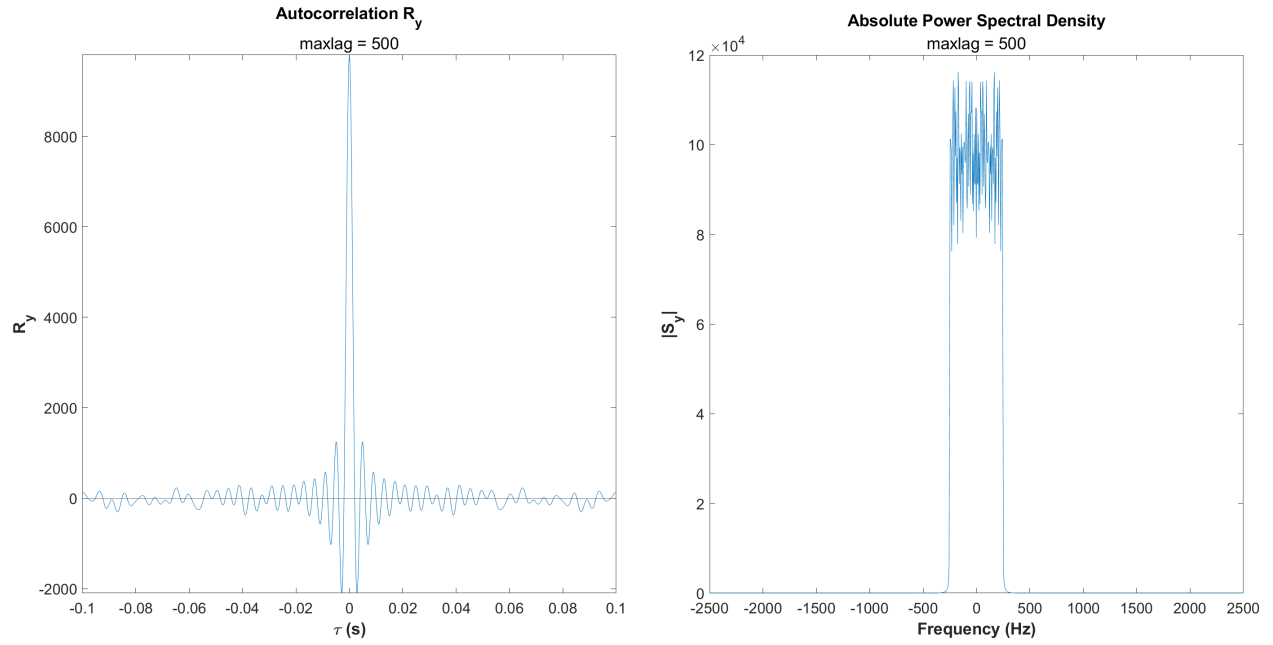 Autocorrelation R_y
maxlag = 500
8000
6000
4000
2000
0
-2000
R_y
-0.1 -0.08 -0.06 -0.04 -0.02 0 0.02 0.04 0.06 0.08 0.1
τ (s)
Absolute Power Spectral Density
maxlag = 500
×10^4
12
10
8
6
4
2
0
|S_y|
-2500 -2000 -1500 -1000 -500 0 500 1000 1500 2000 2500
Frequency (Hz)